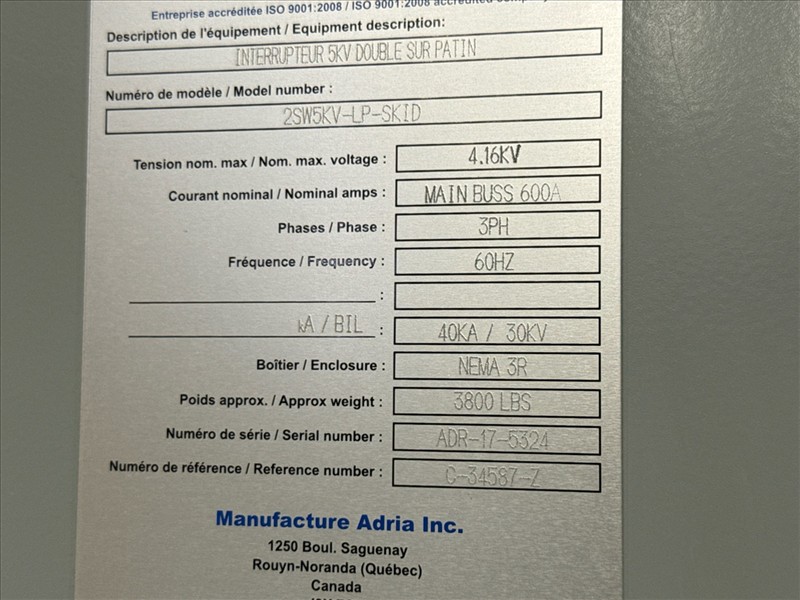 Entreprise accréditée ISO 9001:2008 / ISO 9001:2008 accredited company
Description de l'équipement / Equipment description:
INTERRUPTEUR 5KV DOUBLE SUR PATIN
Numéro de modèle / Model number :
2SW5KV-LP-SKID
Tension nom. max / Nom. max. voltage : 4.16KV
Courant nominal / Nominal amps : MAIN BUSS 600A
Phases / Phase : 3PH
Fréquence / Frequency : 60HZ
:
kA / BIL : 40KA / 30KV
Boîtier / Enclosure : NEMA 3R
Poids approx. / Approx weight : 3800 LBS
Numéro de série / Serial number : ADR-17-5324
Numéro de référence / Reference number : C-34587-Z
Manufacture Adria Inc.
1250 Boul. Saguenay
Rouyn-Noranda (Québec)
Canada